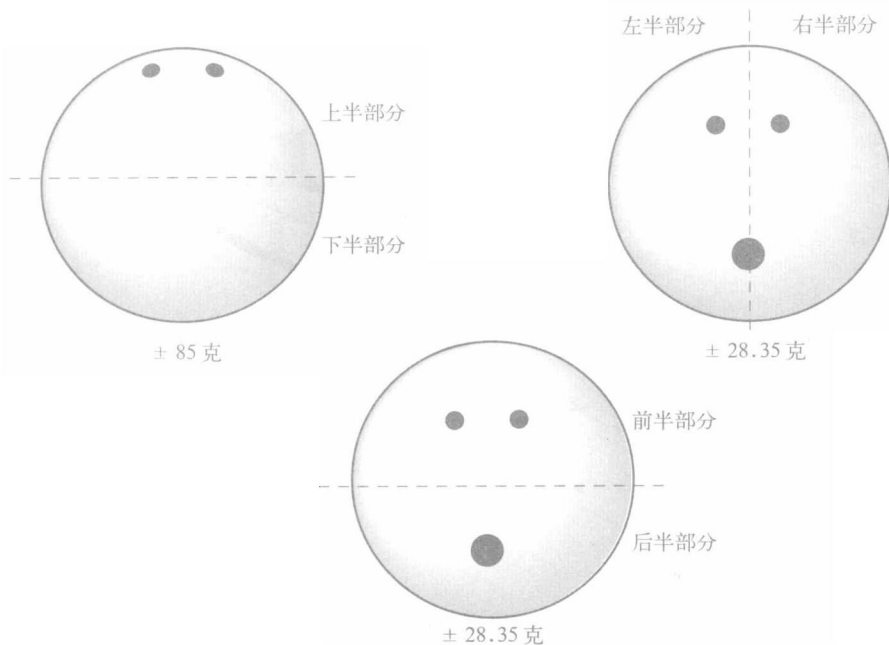 左半部分 右半部分
上半部分
下半部分
± 85 克
± 28.35 克
前半部分
后半部分
± 28.35 克